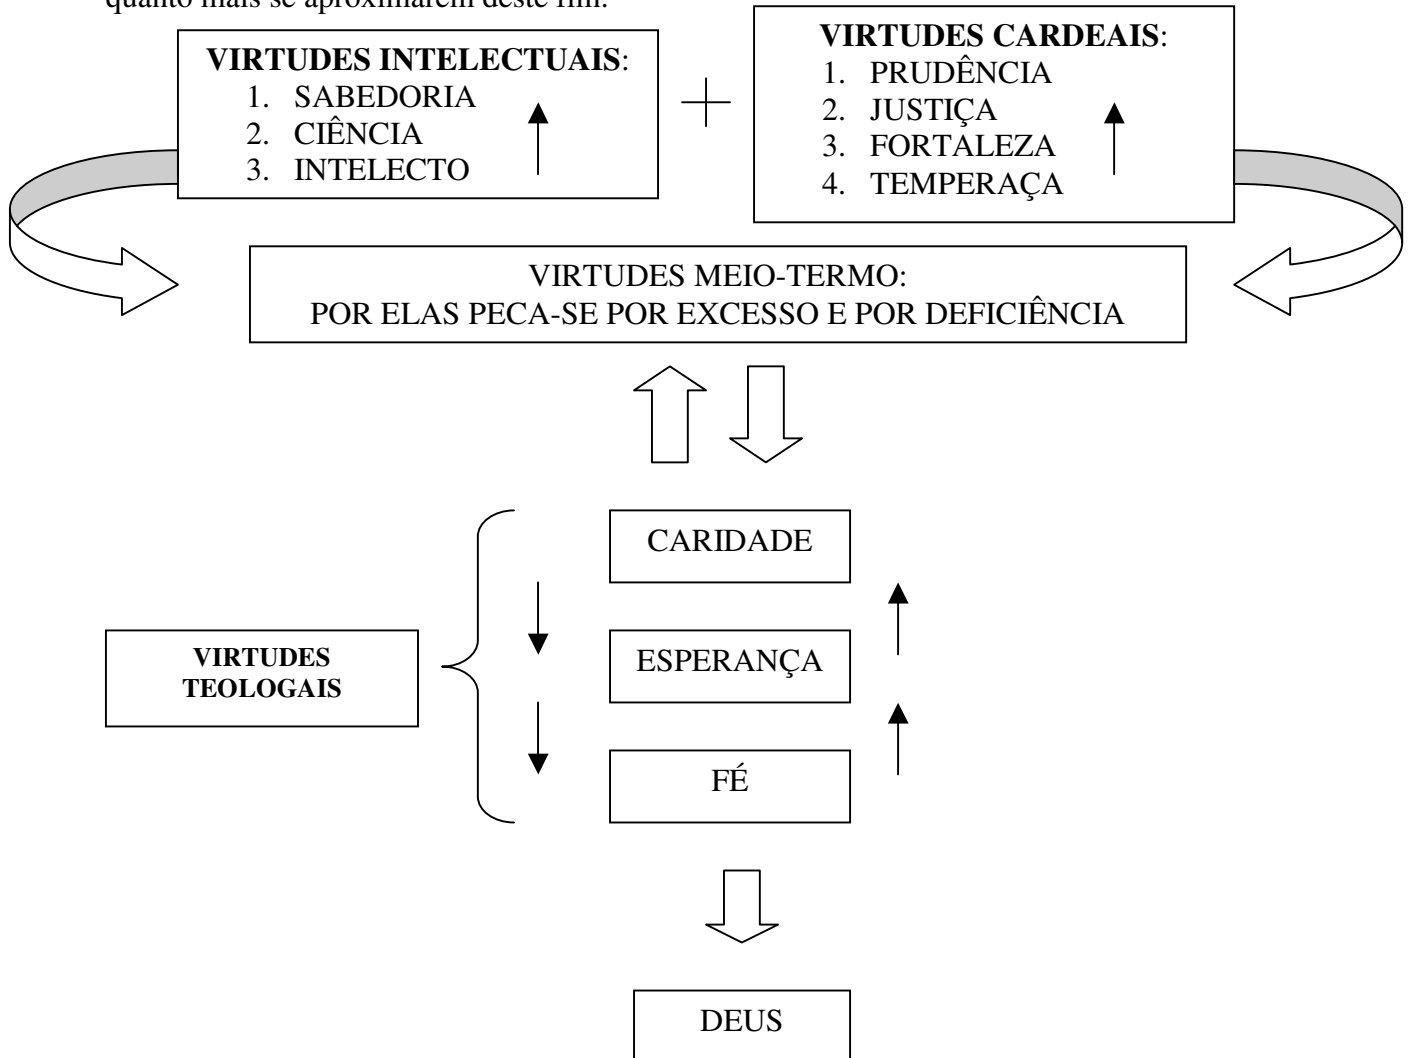 quanto mais se aproximarem deste fim.
VIRTUDES INTELECTUAIS:
1. SABEDORIA
2. CIÊNCIA
3. INTELECTO
VIRTUDES CARDEAIS:
1. PRUDÊNCIA
2. JUSTIÇA
3. FORTALEZA
4. TEMPERAÇA
VIRTUDES MEIO-TERMO:
POR ELAS PECA-SE POR EXCESSO E POR DEFICIÊNCIA
CARIDADE
VIRTUDES
TEOLOGAIS
ESPERANÇA
FÉ
DEUS